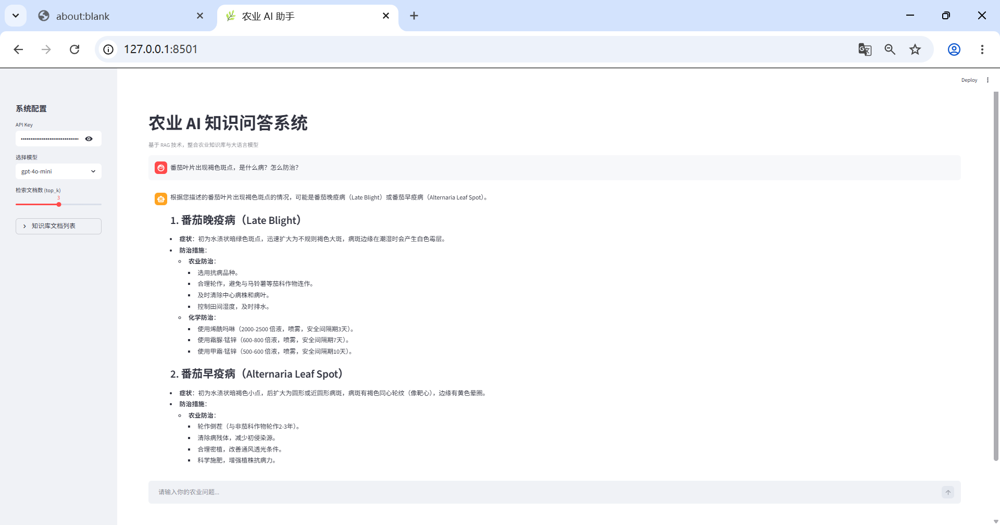 about:blank
农业 AI 助手
127.0.0.1:8501
Deploy
系统配置
API Key
选择模型
gpt-4o-mini
检索文档数 (top_k)
3
知识库文档列表
农业 AI 知识问答系统
基于 RAG 技术，整合农业知识库与大语言模型
番茄叶片出现褐色斑点，是什么病？怎么防治？
根据您描述的番茄叶片出现褐色斑点的情况，可能是番茄晚疫病（Late Blight）或番茄早疫病（Alternaria Leaf Spot）。
1. 番茄晚疫病（Late Blight）
• 症状：初为水渍状暗绿色斑点，迅速扩大为不规则褐色大斑，病斑边缘在潮湿时会产生白色霉层。
• 防治措施：
◦ 农业防治：
▪ 选用抗病品种。
▪ 合理轮作，避免与马铃薯等茄科作物连作。
▪ 及时清除中心病株和病叶。
▪ 控制田间湿度，及时排水。
◦ 化学防治：
▪ 使用烯酰吗啉（2000-2500 倍液，喷雾，安全间隔期3天）。
▪ 使用霜脲·锰锌（600-800 倍液，喷雾，安全间隔期7天）。
▪ 使用甲霜·锰锌（500-600 倍液，喷雾，安全间隔期10天）。
2. 番茄早疫病（Alternaria Leaf Spot）
• 症状：初为水渍状暗褐色小点，后扩大为圆形或近圆形病斑，病斑有褐色同心轮纹（像靶心），边缘有黄色晕圈。
• 防治措施：
◦ 农业防治：
▪ 轮作倒茬（与非茄科作物轮作2-3年）。
▪ 清除病残体，减少初侵染源。
▪ 合理密植，改善通风透光条件。
▪ 科学施肥，增强植株抗病力。
请输入你的农业问题...